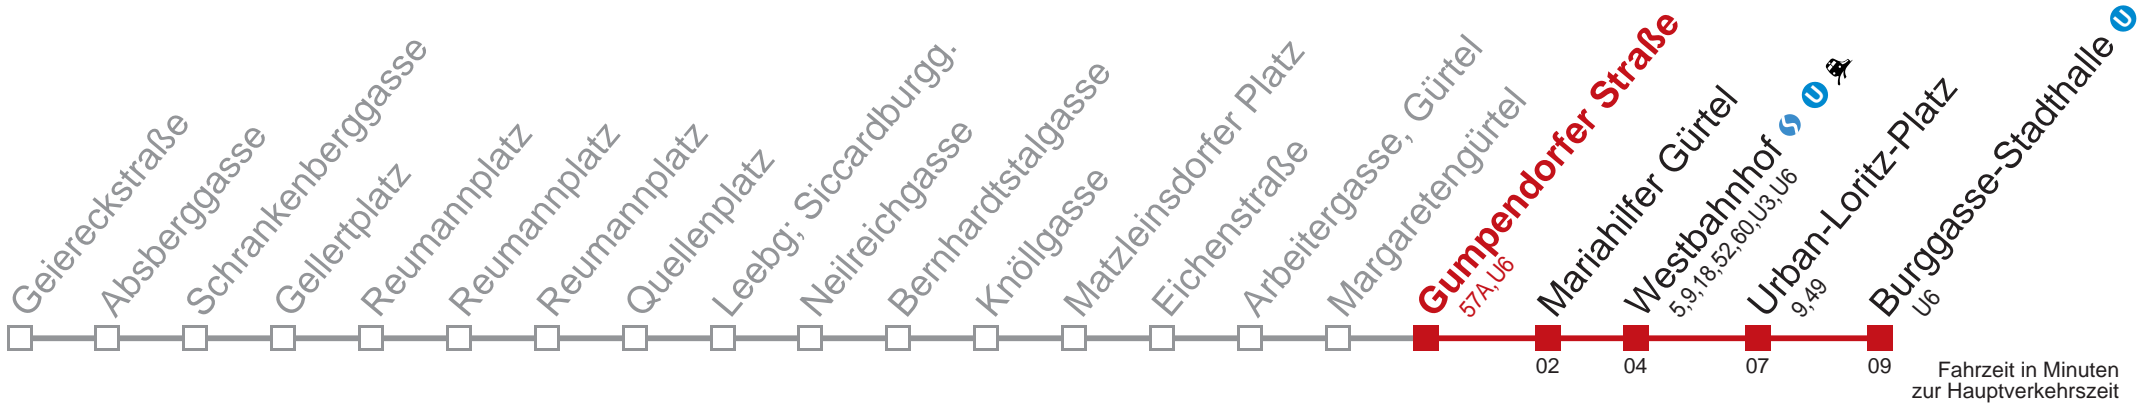 Geiereckstraße
Absberggasse
Schrankenberggasse
Gellertplatz
Reumannplatz
Reumannplatz
Reumannplatz
Quellenplatz
Leebg; Siccardburgg.
Neilreichgasse
Bernhardtstalgasse
Knöllgasse
Matzleinsdorfer Platz
Eichenstraße
Arbeitergasse, Gürtel
Margaretengürtel
Gumpendorfer Straße
57A,U6
Mariahilfer Gürtel
Westbahnhof S U
5,9,18,52,60,U3,U6
Urban-Loritz-Platz
9,49
Burggasse-Stadthalle U
U6
02 04 07 09
Fahrzeit in Minuten
zur Hauptverkehrszeit